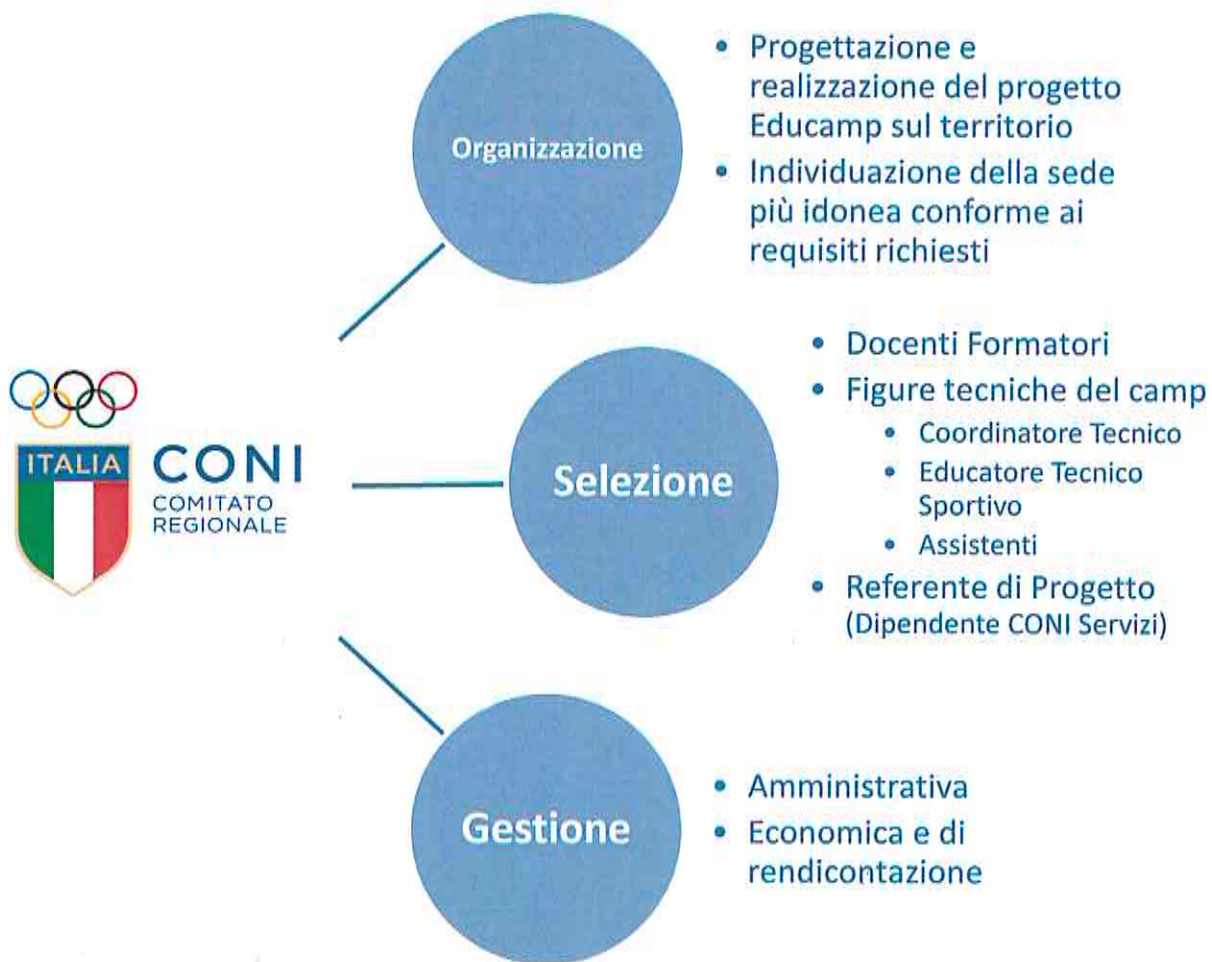 Organizzazione
• Progettazione e
realizzazione del progetto
Educamp sul territorio
• Individuazione della sede
più idonea conforme ai
requisiti richiesti
ITALIA
CONI
COMITATO
REGIONALE
Selezione
• Docenti Formatori
• Figure tecniche del camp
• Coordinatore Tecnico
• Educatore Tecnico
Sportivo
• Assistenti
• Referente di Progetto
(Dipendente CONI Servizi)
Gestione
• Amministrativa
• Economica e di
rendicontazione